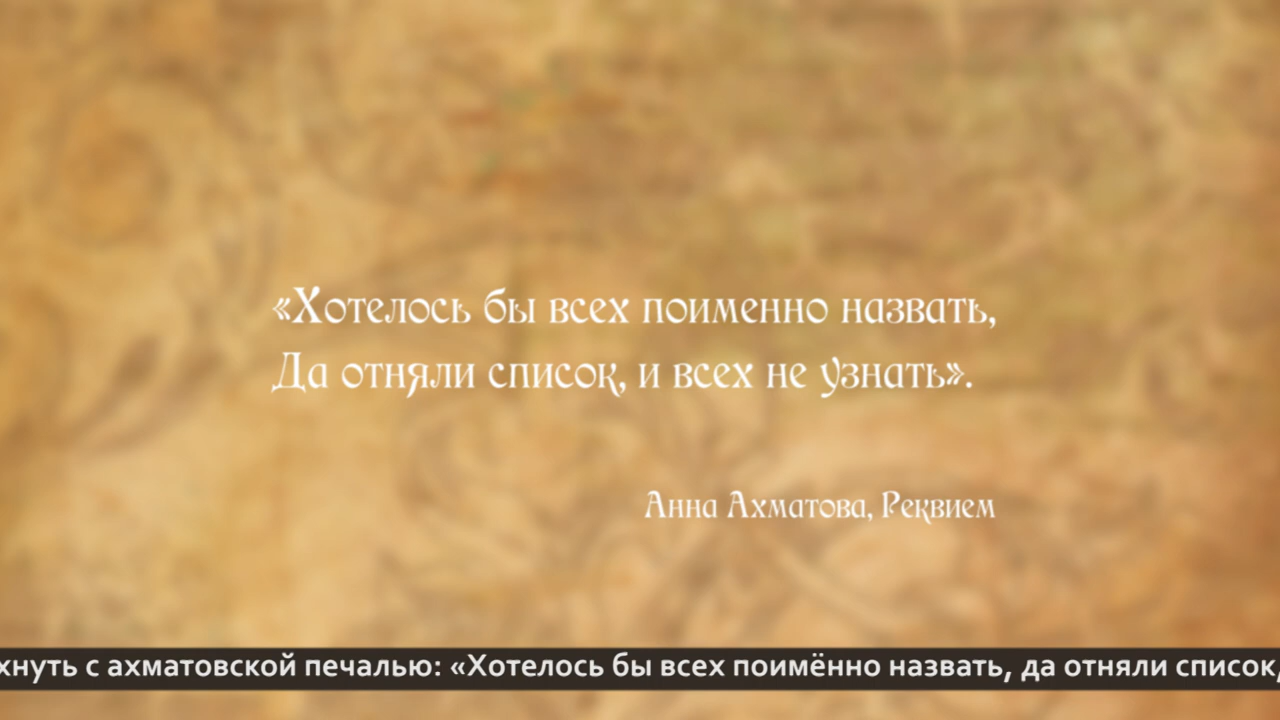 «Хотелось бы всех поименно назвать,
Да отняли список, и всех не узнать».
Анна Ахматова, Реквием
хнуть с ахматовской печалью: «Хотелось бы всех поимённо назвать, да отняли список,